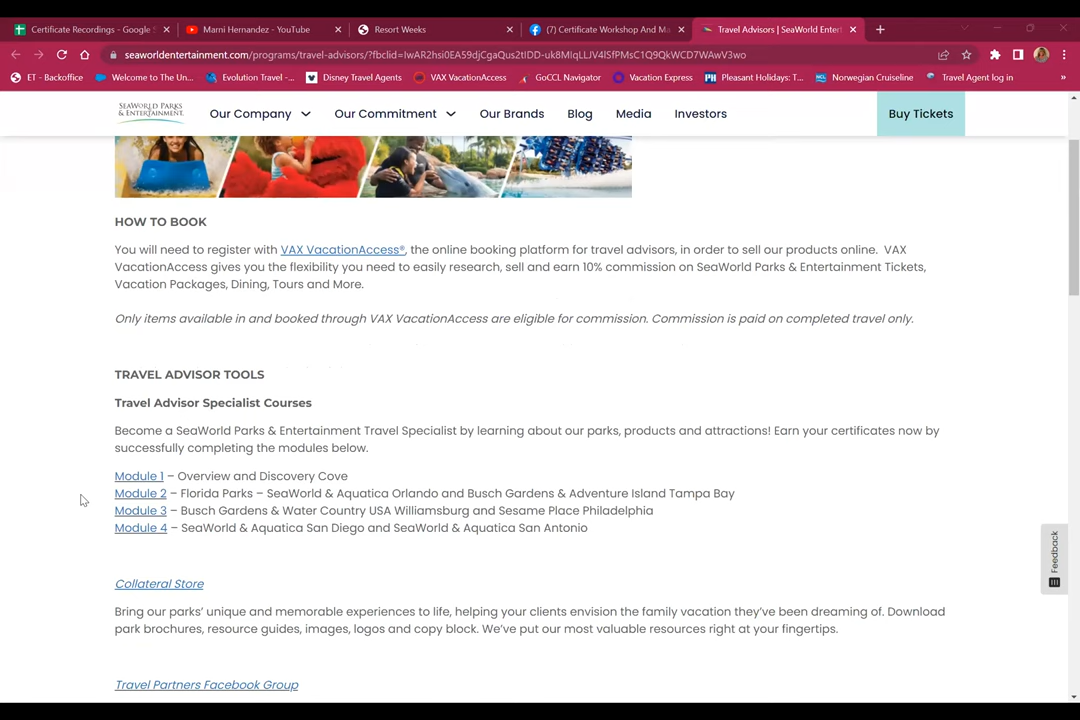 Certificate Recordings - Google S
Marni Hernandez - YouTube
Resort Weeks
(7) Certificate Workshop And Ma
Travel Advisors | SeaWorld Entert
seaworldentertainment.com/programs/travel-advisors/?fbclid=IwAR2hsi0EA59djCgaQus2tIDD-uk8MIqLLJV4lSfPMsC1Q9QkWCD7WAwV3wo
ET - Backoffice
Welcome to The Un...
Evolution Travel -...
Disney Travel Agents
VAX VacationAccess
GoCCL Navigator
Vacation Express
Pleasant Holidays: T...
Norwegian Cruiseline
Travel Agent log in
SEAWORLD PARKS
& ENTERTAINMENT
Our Company
Our Commitment
Our Brands
Blog
Media
Investors
Buy Tickets
HOW TO BOOK
You will need to register with VAX VacationAccess®, the online booking platform for travel advisors, in order to sell our products online. VAX
VacationAccess gives you the flexibility you need to easily research, sell and earn 10% commission on SeaWorld Parks & Entertainment Tickets,
Vacation Packages, Dining, Tours and More.
Only items available in and booked through VAX VacationAccess are eligible for commission. Commission is paid on completed travel only.
TRAVEL ADVISOR TOOLS
Travel Advisor Specialist Courses
Become a SeaWorld Parks & Entertainment Travel Specialist by learning about our parks, products and attractions! Earn your certificates now by
successfully completing the modules below.
Module 1 – Overview and Discovery Cove
Module 2 – Florida Parks – SeaWorld & Aquatica Orlando and Busch Gardens & Adventure Island Tampa Bay
Module 3 – Busch Gardens & Water Country USA Williamsburg and Sesame Place Philadelphia
Module 4 – SeaWorld & Aquatica San Diego and SeaWorld & Aquatica San Antonio
Feedback
Collateral Store
Bring our parks' unique and memorable experiences to life, helping your clients envision the family vacation they've been dreaming of. Download
park brochures, resource guides, images, logos and copy block. We've put our most valuable resources right at your fingertips.
Travel Partners Facebook Group